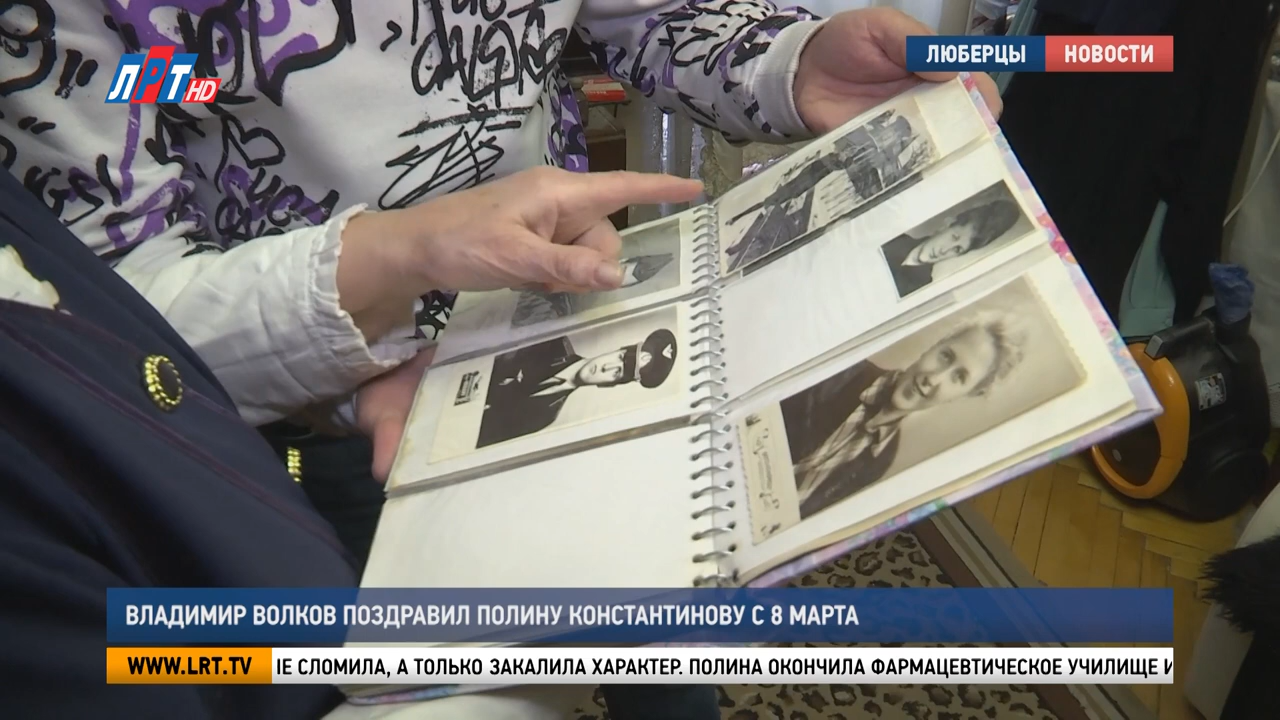 ЛРТ HD
ЛЮБЕРЦЫ НОВОСТИ
ВЛАДИМИР ВОЛКОВ ПОЗДРАВИЛ ПОЛИНУ КОНСТАНТИНОВУ С 8 МАРТА
WWW.LRT.TV
СЛОМИЛА, А ТОЛЬКО ЗАКАЛИЛА ХАРАКТЕР. ПОЛИНА ОКОНЧИЛА ФАРМАЦЕВТИЧЕСКОЕ УЧИЛИЩЕ